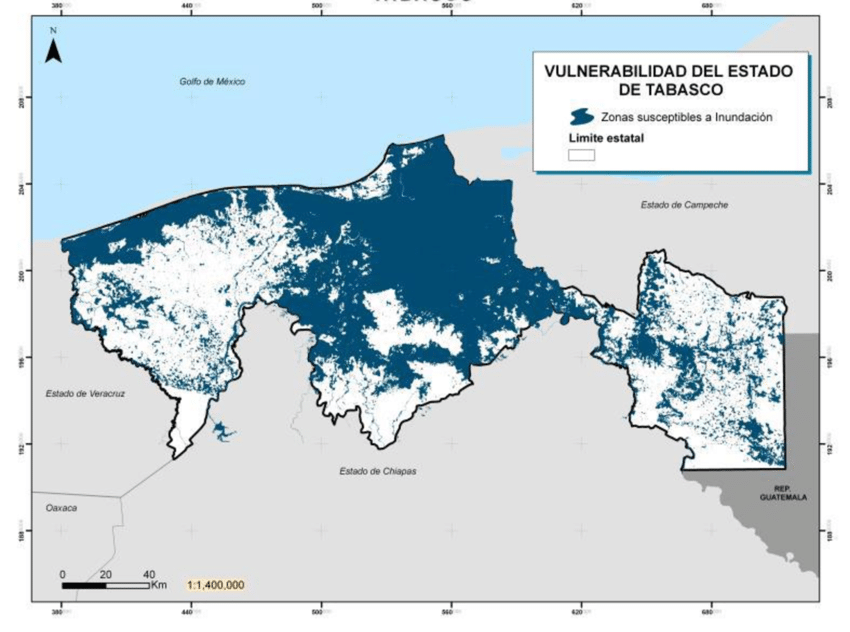 380 440 500 560 620 680
N
Golfo de México
VULNERABILIDAD DEL ESTADO
DE TABASCO
Zonas susceptibles a Inundación
Limite estatal
208
208
204
204
Estado de Campeche
200
200
196
196
Estado de Veracruz
192
192
Estado de Chiapas
REP.
GUATEMALA
Oaxaca
188
188
0 20 40
Km
1:1,400,000
380 440 500 560 620 680